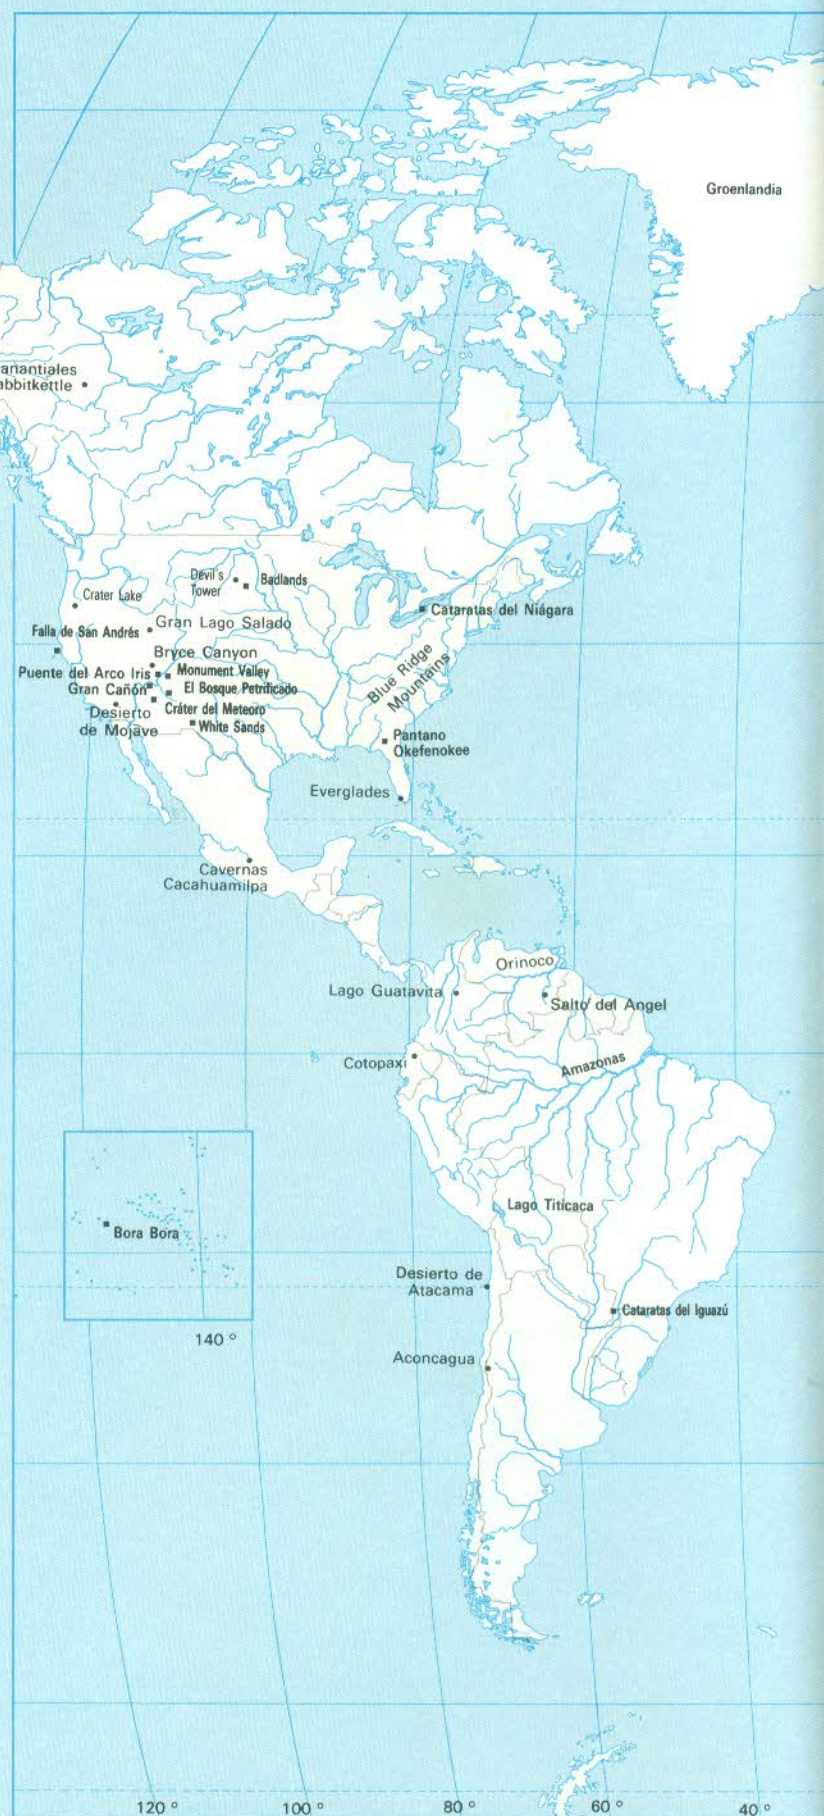 Groenlandia
anantiales
abbitkettle
Devil's
Tower
Badlands
Crater Lake
Cataratas del Niágara
Gran Lago Salado
Falla de San Andrés
Bryce Canyon
Blue Ridge
Mountains
Puente del Arco Iris
Monument Valley
Gran Cañón
El Bosque Petrificado
Cráter del Meteoro
Desierto
de Mojave
White Sands
Pantano
Okefenokee
Everglades
Cavernas
Cacahuamilpa
Orinoco
Lago Guatavita
Salto del Angel
Cotopaxi
Amazonas
Lago Titicaca
Bora Bora
Desierto de
Atacama
Cataratas del Iguazú
140 °
Aconcagua
120 ° 100 ° 80 ° 60 ° 40 °